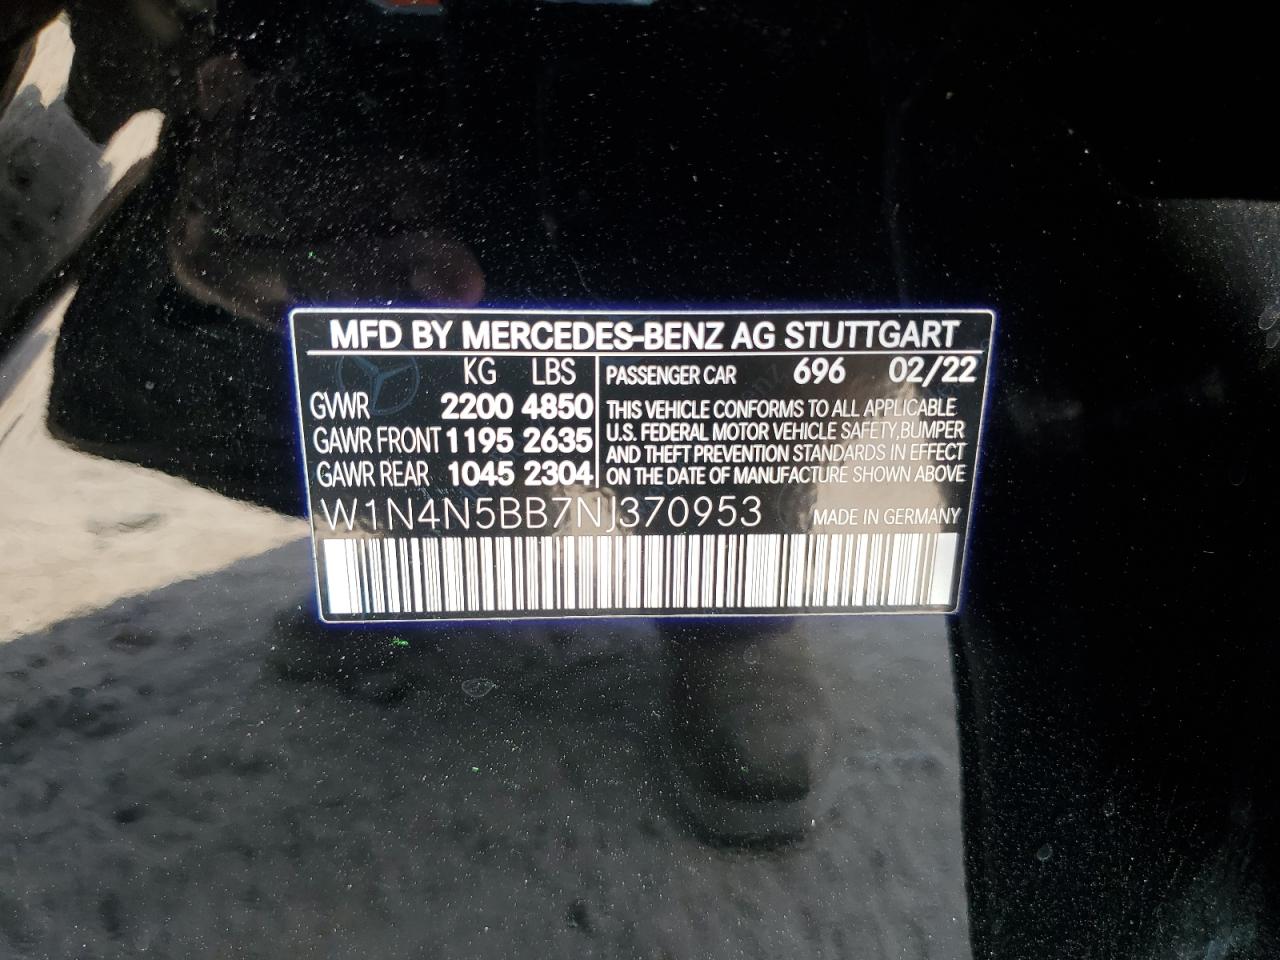 MFD BY MERCEDES-BENZ AG STUTTGART
KG LBS
GVWR 2200 4850
GAWR FRONT 1195 2635
GAWR REAR 1045 2304
PASSENGER CAR 696 02/22
THIS VEHICLE CONFORMS TO ALL APPLICABLE
U.S. FEDERAL MOTOR VEHICLE SAFETY,BUMPER
AND THEFT PREVENTION STANDARDS IN EFFECT
ON THE DATE OF MANUFACTURE SHOWN ABOVE
W1N4N5BB7NJ370953 MADE IN GERMANY